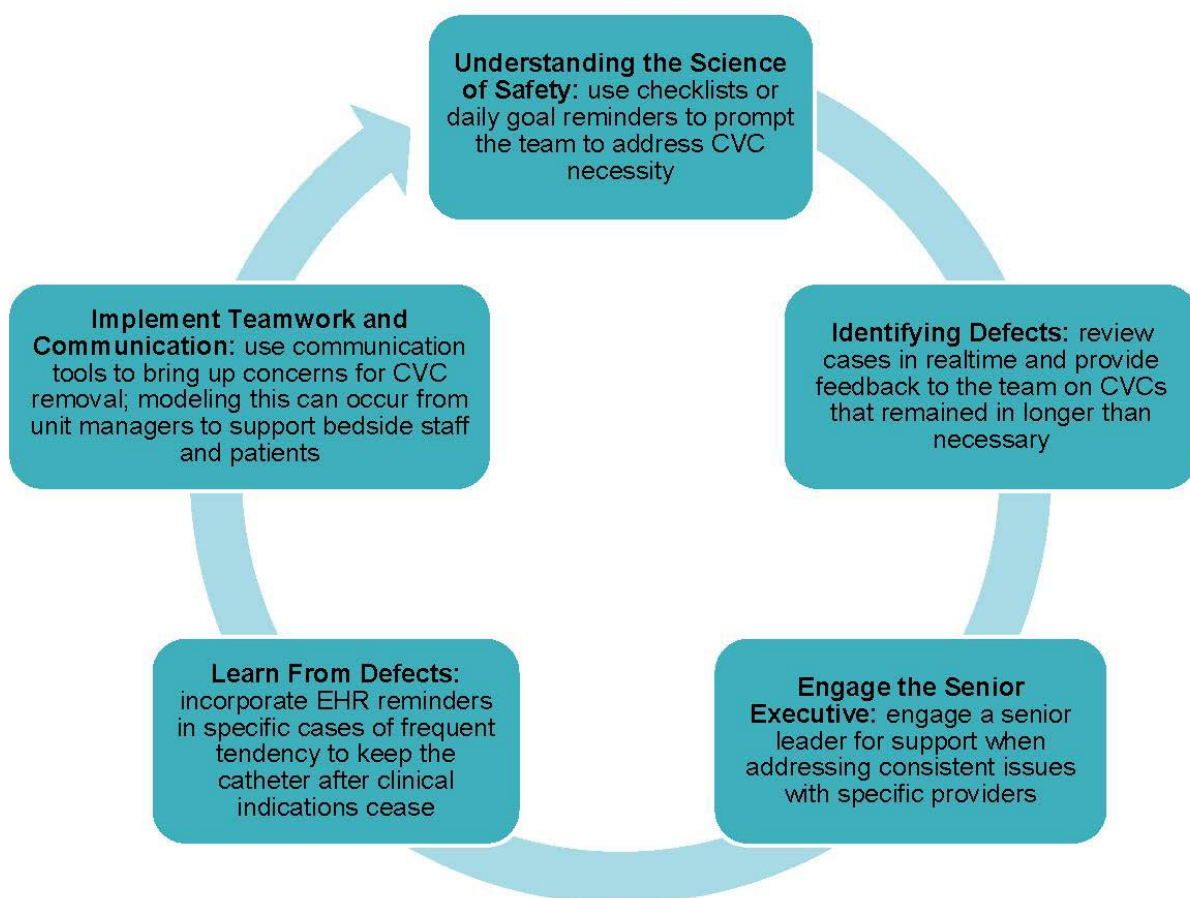 Understanding the Science
of Safety: use checklists or
daily goal reminders to prompt
the team to address CVC
necessity
Identifying Defects: review
cases in realtime and provide
feedback to the team on CVCs
that remained in longer than
necessary
Engage the Senior
Executive: engage a senior
leader for support when
addressing consistent issues
with specific providers
Learn From Defects:
incorporate EHR reminders
in specific cases of frequent
tendency to keep the
catheter after clinical
indications cease
Implement Teamwork and
Communication: use communication
tools to bring up concerns for CVC
removal; modeling this can occur from
unit managers to support bedside staff
and patients